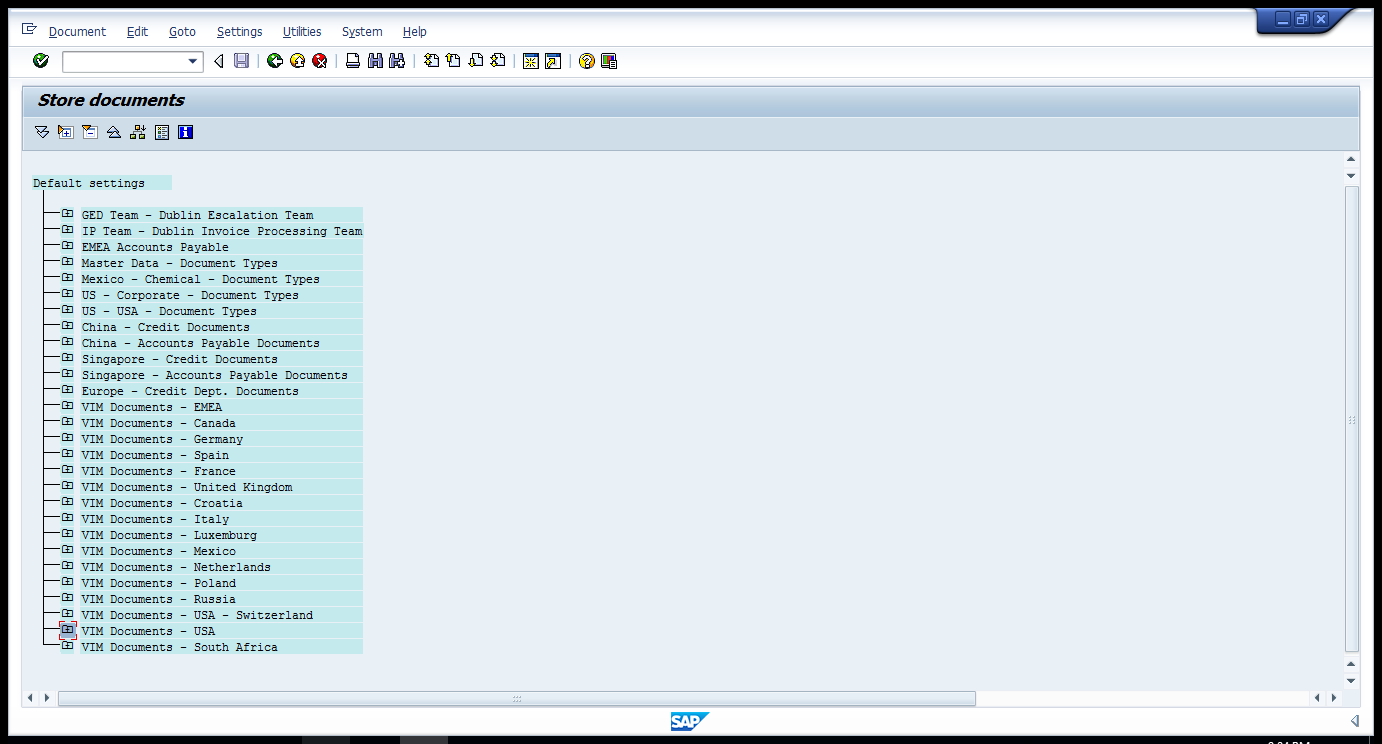 Document Edit Goto Settings Utilities System Help
Store documents
Default settings
GED Team - Dublin Escalation Team
IP Team - Dublin Invoice Processing Team
EMEA Accounts Payable
Master Data - Document Types
Mexico - Chemical - Document Types
US - Corporate - Document Types
US - USA - Document Types
China - Credit Documents
China - Accounts Payable Documents
Singapore - Credit Documents
Singapore - Accounts Payable Documents
Europe - Credit Dept. Documents
VIM Documents - EMEA
VIM Documents - Canada
VIM Documents - Germany
VIM Documents - Spain
VIM Documents - France
VIM Documents - United Kingdom
VIM Documents - Croatia
VIM Documents - Italy
VIM Documents - Luxemburg
VIM Documents - Mexico
VIM Documents - Netherlands
VIM Documents - Poland
VIM Documents - Russia
VIM Documents - USA - Switzerland
VIM Documents - USA
VIM Documents - South Africa
SAP